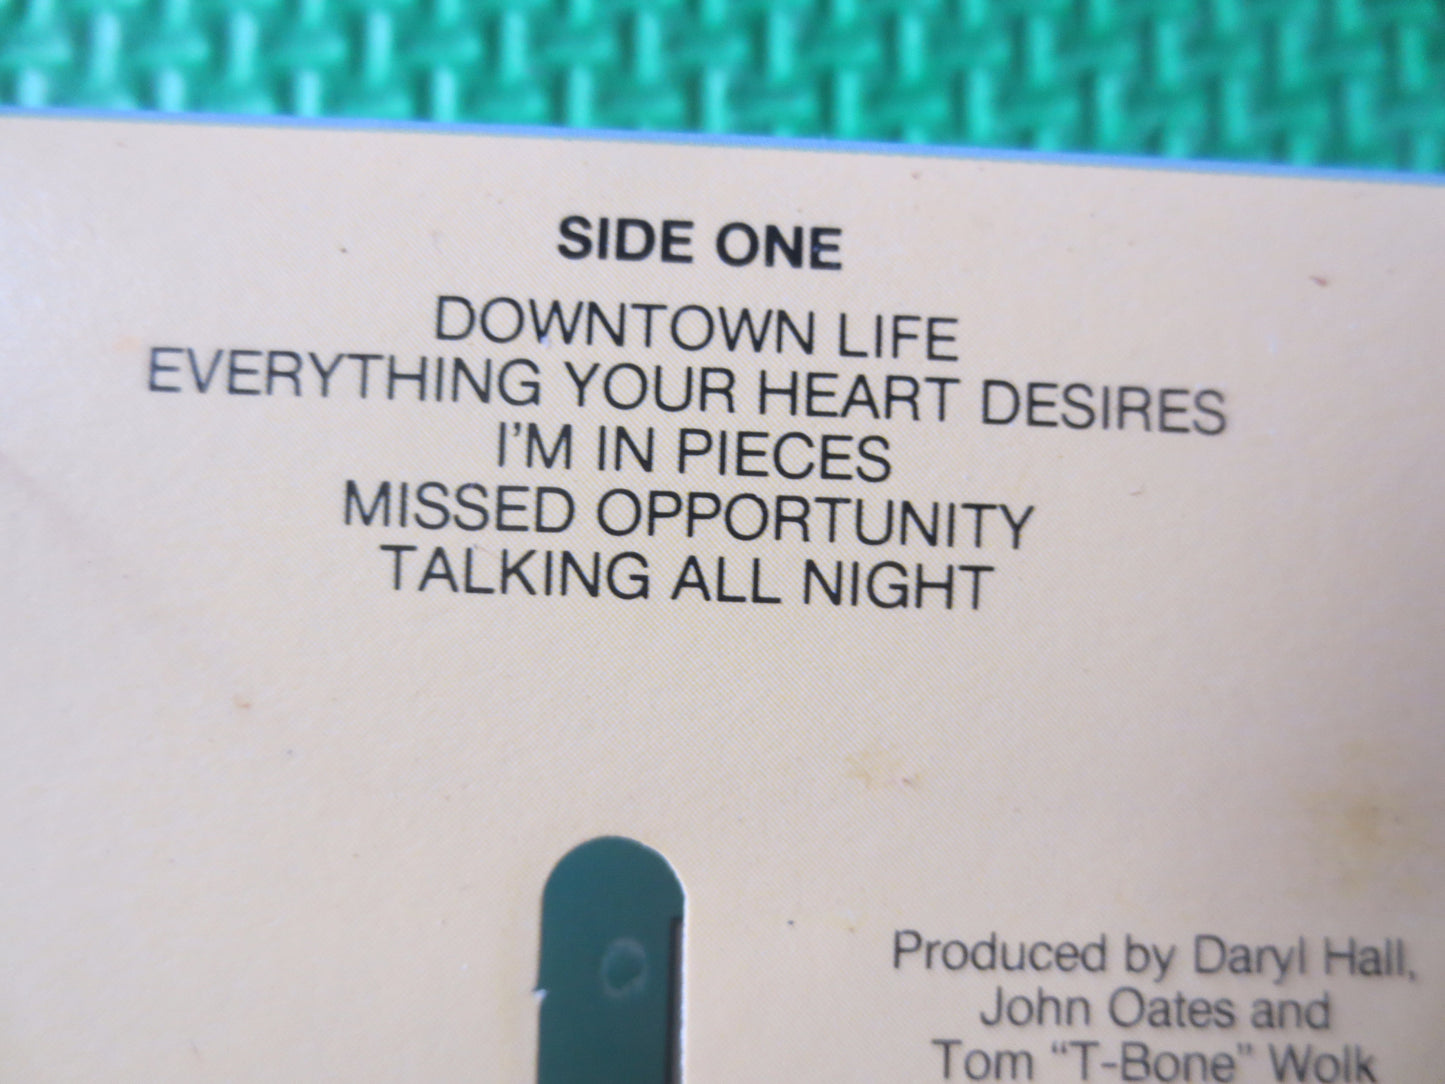 SIDE ONE
DOWNTOWN LIFE
EVERYTHING YOUR HEART DESIRES
I'M IN PIECES
MISSED OPPORTUNITY
TALKING ALL NIGHT
Produced by Daryl Hall,
John Oates and
Tom “T-Bone” Wolk